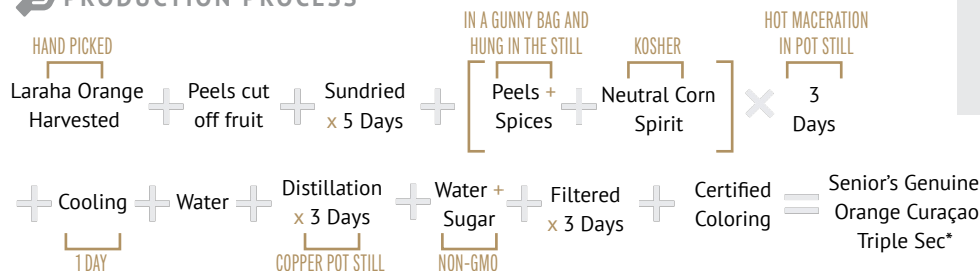 PRODUCTION PROCESS
IN A GUNNY BAG AND
HUNG IN THE STILL
HAND PICKED
KOSHER
HOT MACERATION
IN POT STILL
Laraha Orange
Harvested
+
Peels cut
off fruit
+
Sundried
x 5 Days
+
[
Peels +
Spices
+
Neutral Corn
Spirit
]
×
3
Days
+
Cooling
1 DAY
+
Water
+
Distillation
x 3 Days
COPPER POT STILL
+
Water +
Sugar
NON-GMO
+
Filtered
x 3 Days
+
Certified
Coloring
=
Senior's Genuine
Orange Curaçao
Triple Sec*